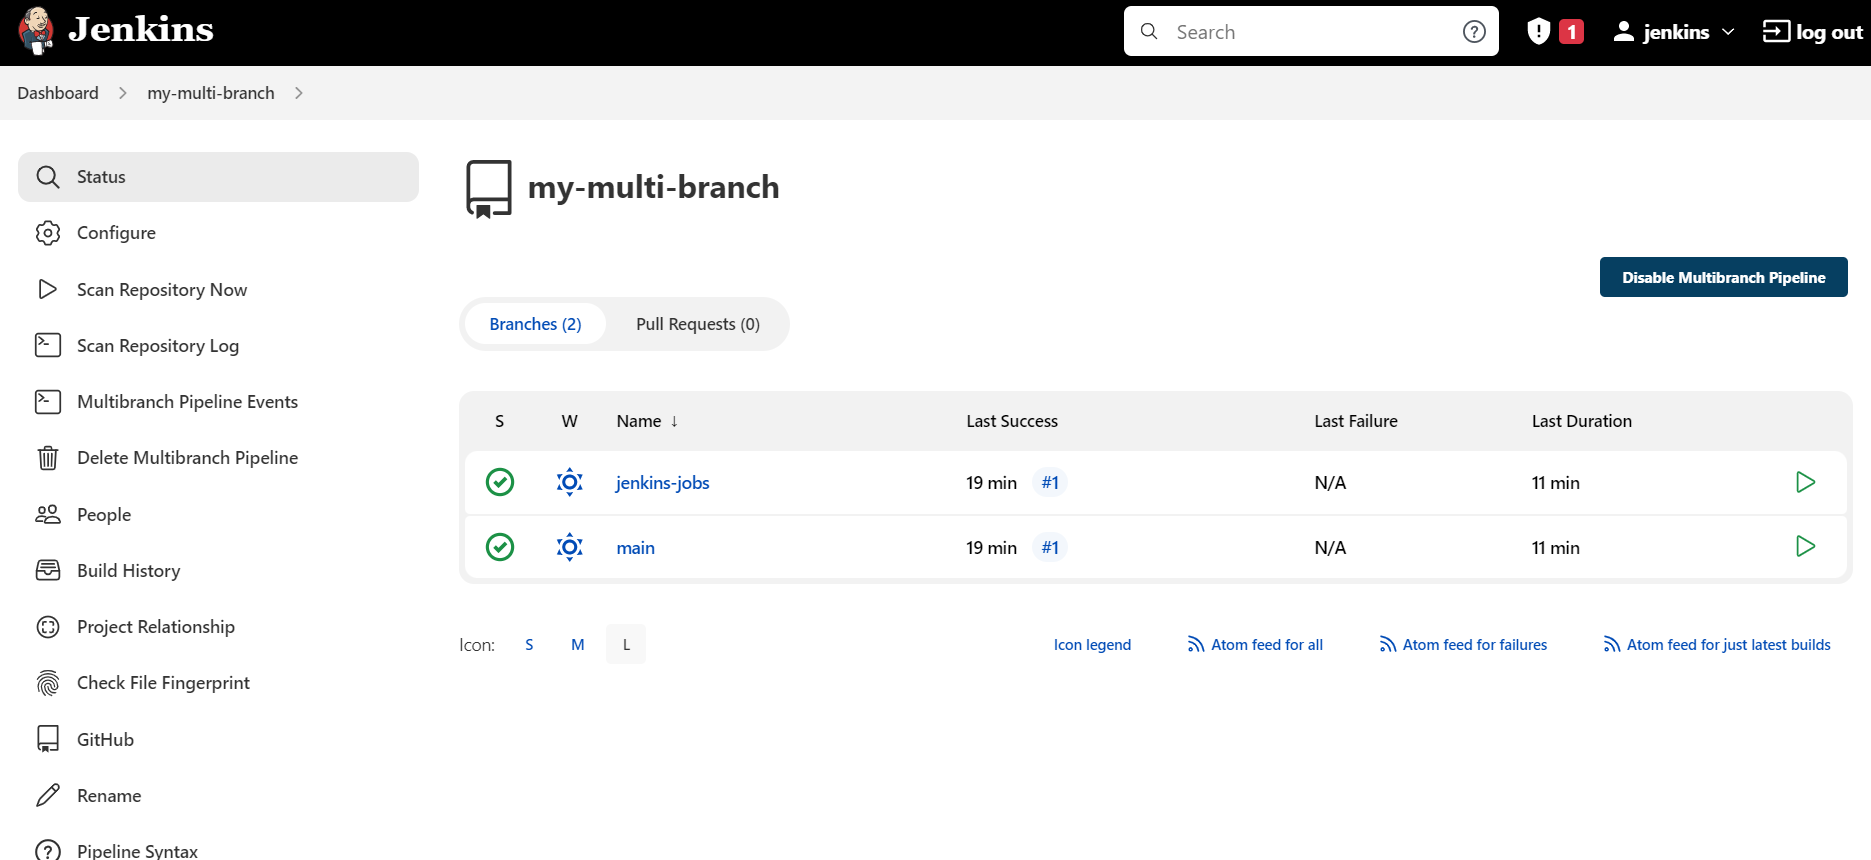 Jenkins
Search
1
jenkins
log out
Dashboard
my-multi-branch
Status
Configure
Scan Repository Now
Scan Repository Log
Multibranch Pipeline Events
Delete Multibranch Pipeline
People
Build History
Project Relationship
Check File Fingerprint
GitHub
Rename
Pipeline Syntax
my-multi-branch
Disable Multibranch Pipeline
Branches (2) Pull Requests (0)
S W Name ↓ Last Success Last Failure Last Duration
jenkins-jobs 19 min #1 N/A 11 min
main 19 min #1 N/A 11 min
Icon: S M L
Icon legend Atom feed for all Atom feed for failures Atom feed for just latest builds